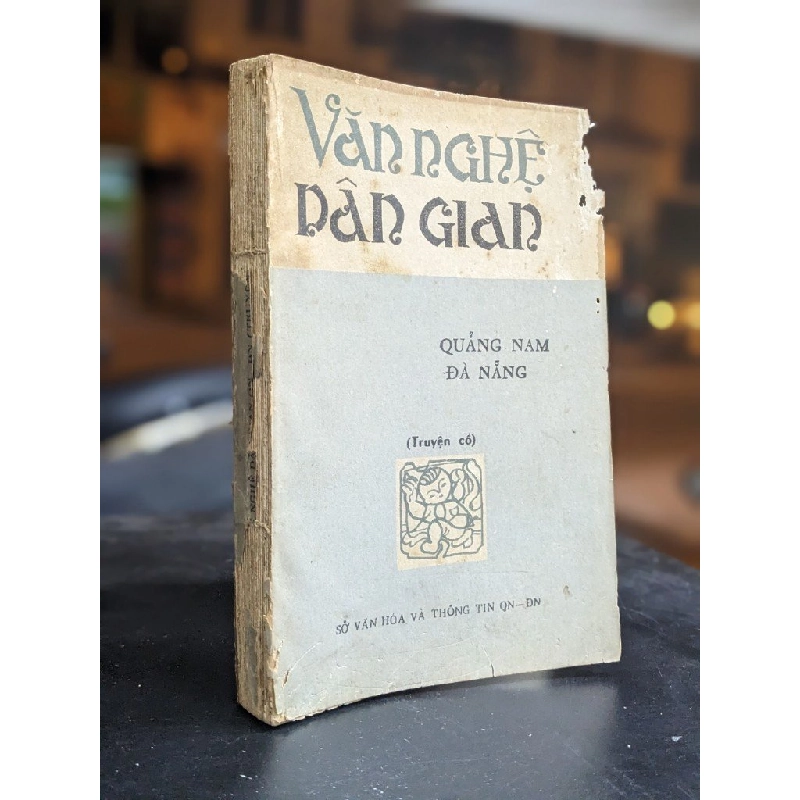 VĂN NGHỆ
DÂN GIAN
QUẢNG NAM
ĐÀ NẴNG
(Truyện cổ)
SỞ VĂN HÓA VÀ THÔNG TIN QN—ĐN